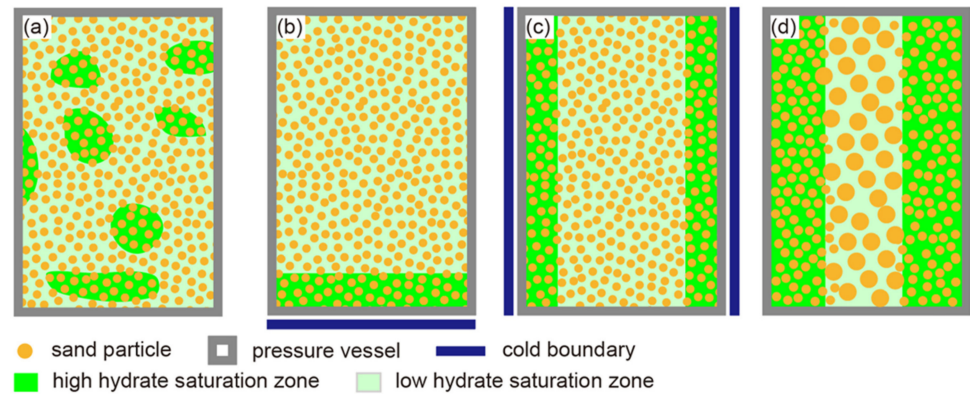 (a) (b) (c) (d)
sand particle pressure vessel cold boundary
high hydrate saturation zone low hydrate saturation zone